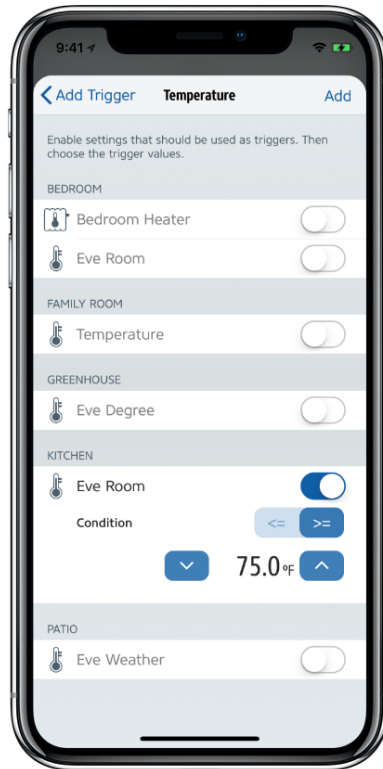 9:41
Add Trigger Temperature Add
Enable settings that should be used as triggers. Then
choose the trigger values.
BEDROOM
Bedroom Heater
Eve Room
FAMILY ROOM
Temperature
GREENHOUSE
Eve Degree
KITCHEN
Eve Room
Condition <= >=
75.0 °F
PATIO
Eve Weather